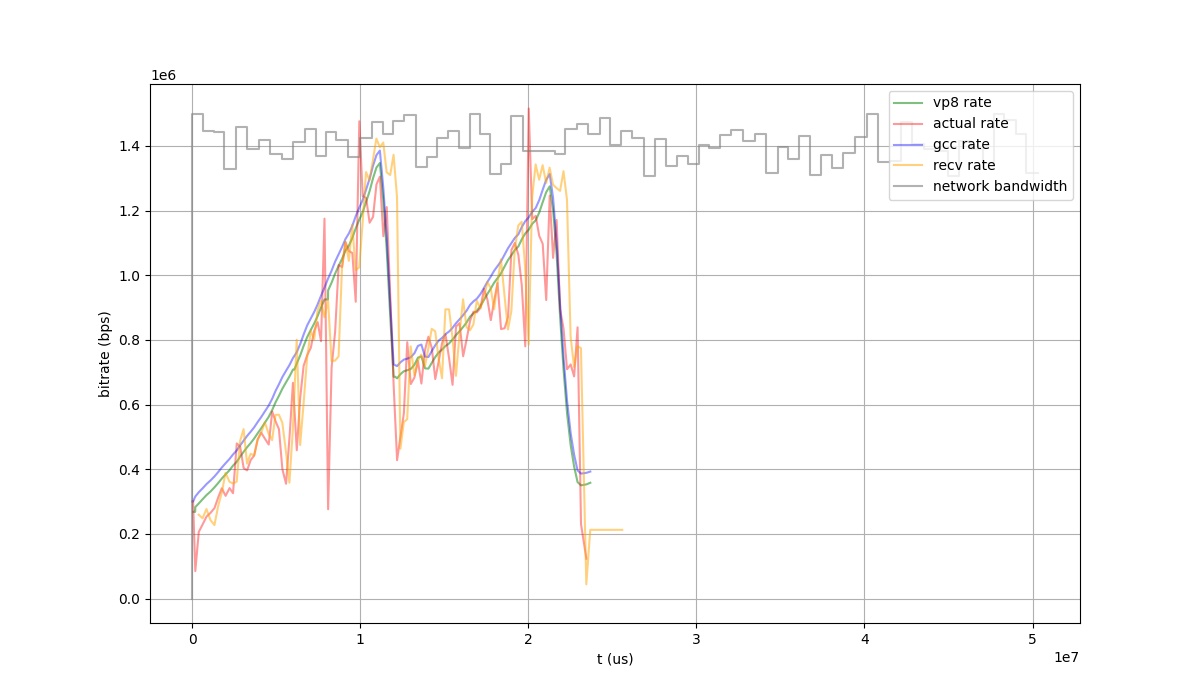 1e6
vp8 rate
actual rate
gcc rate
recv rate
network bandwidth
1.4
1.2
1.0
0.8
0.6
0.4
0.2
0.0
bitrate (bps)
0 1 2 3 4 5
t (us)
1e7